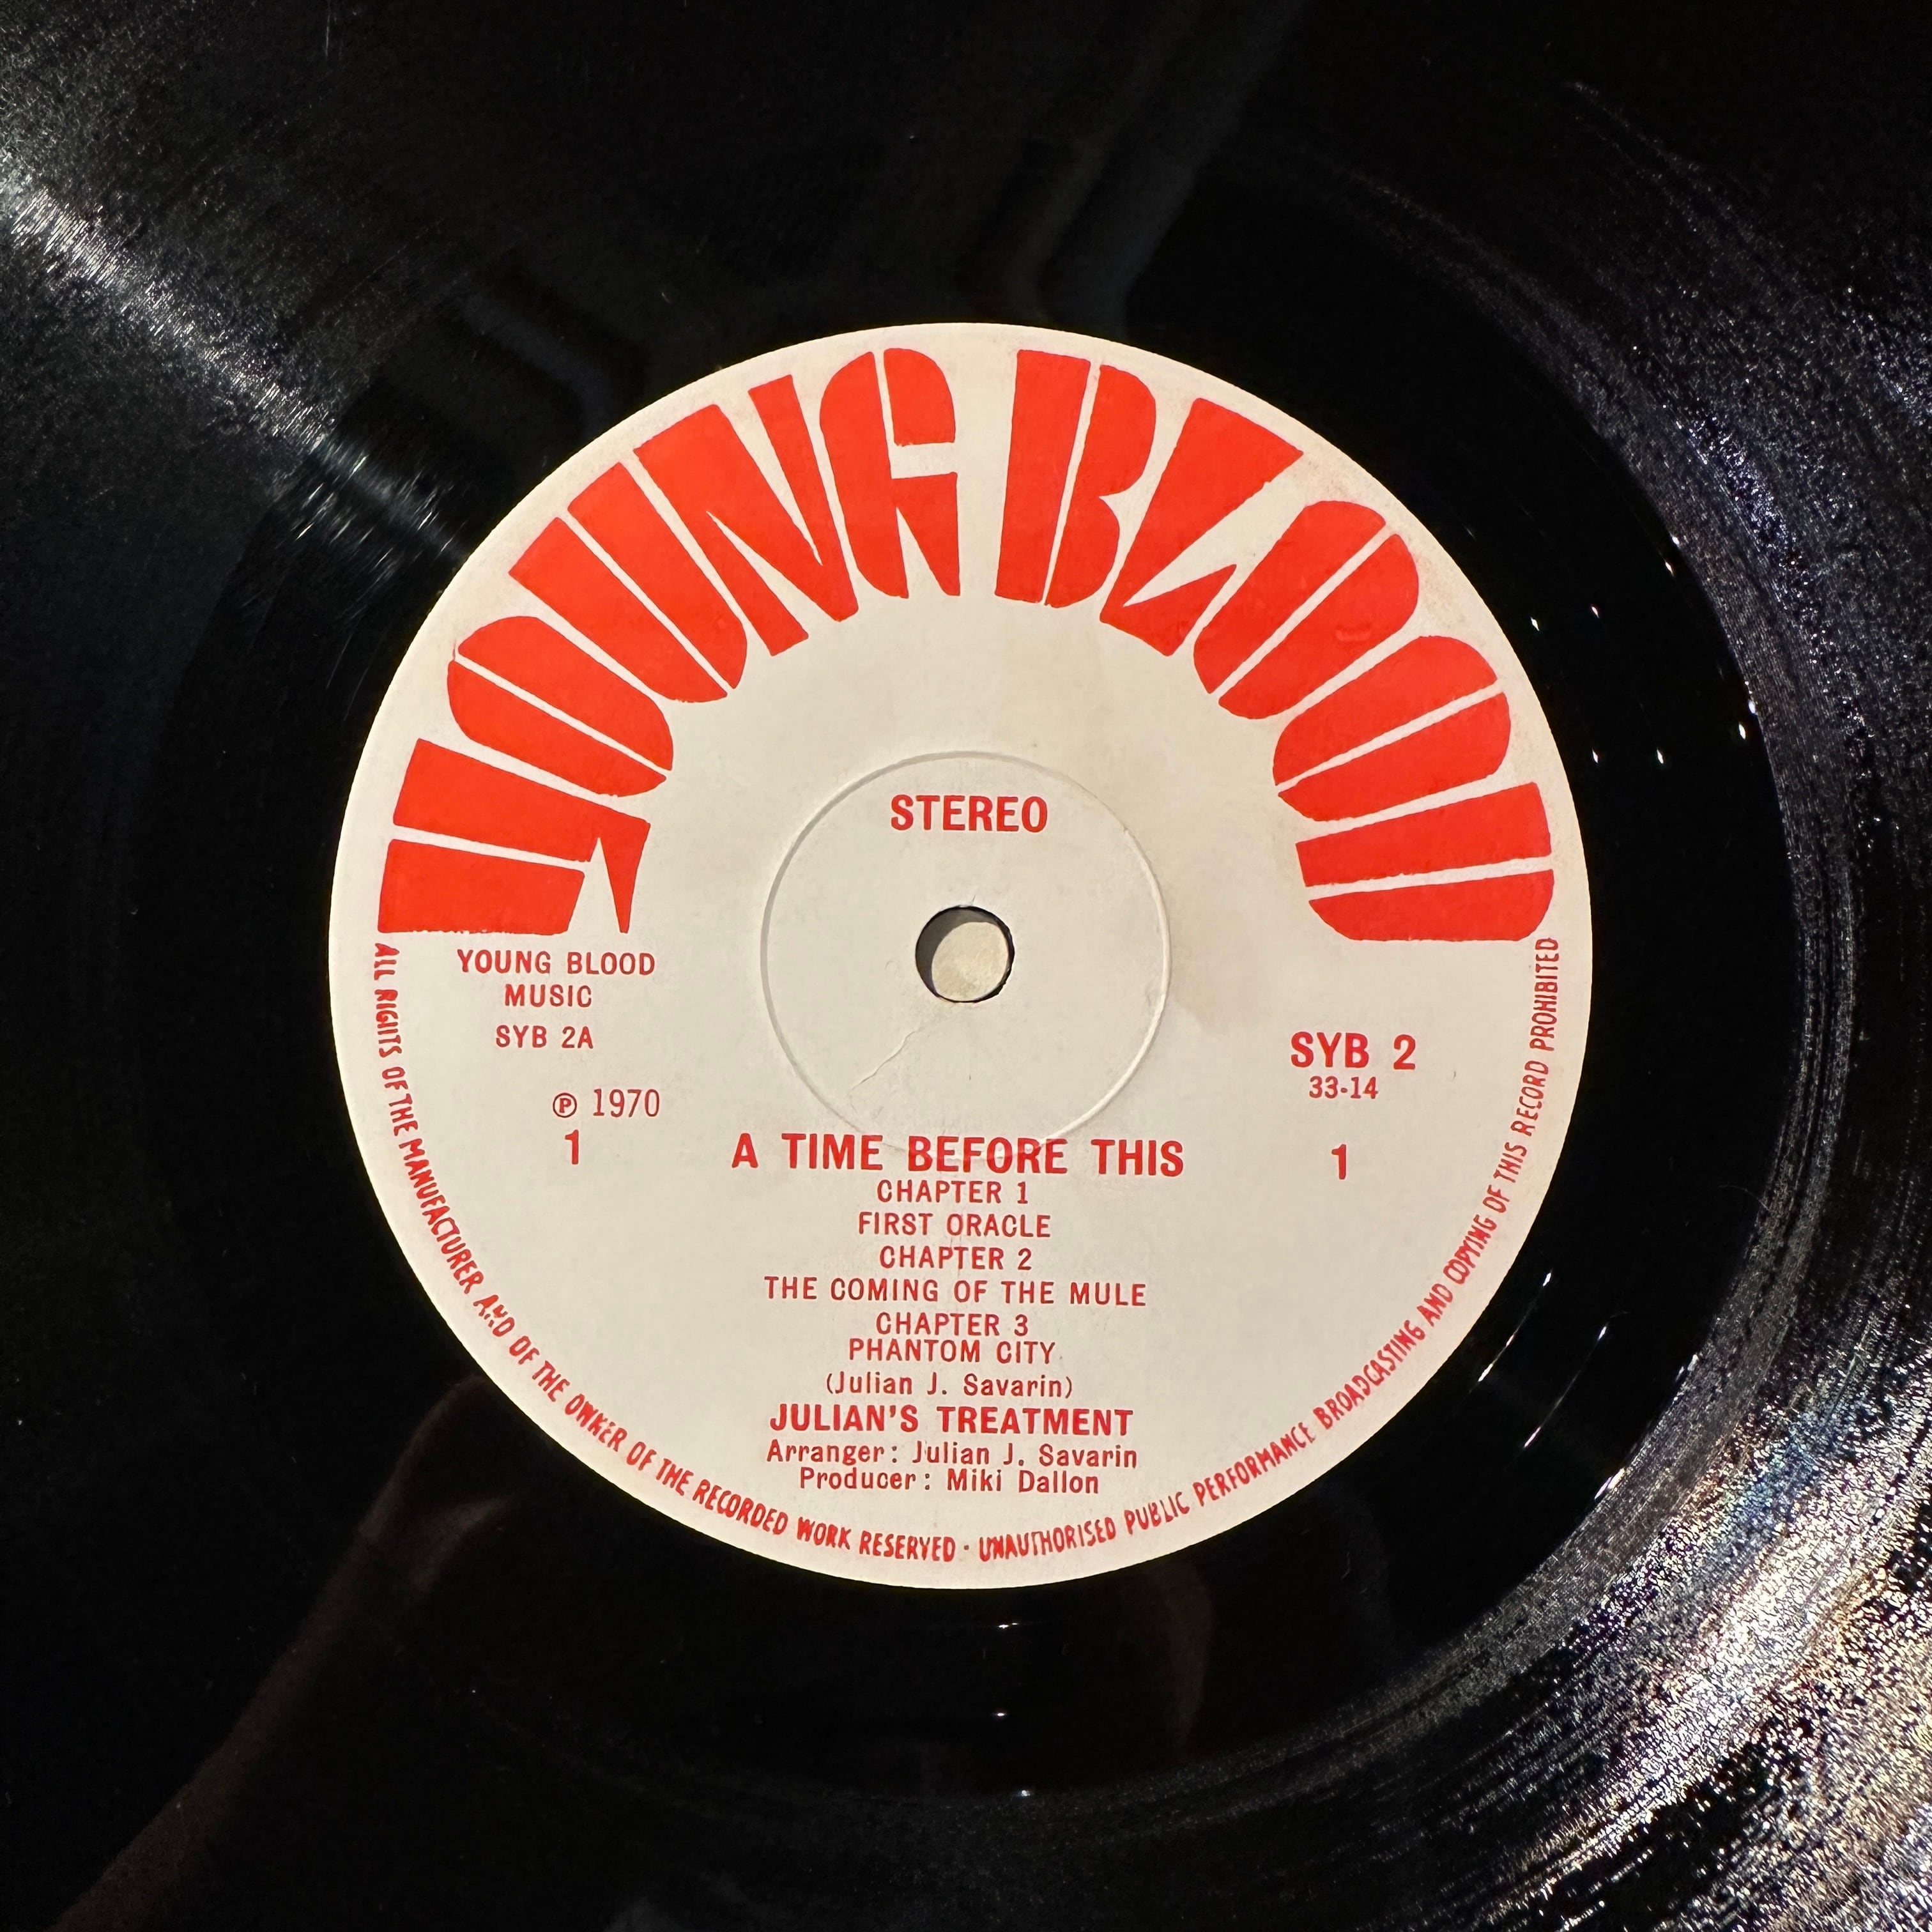 YOUNG BLOOD
STEREO
YOUNG BLOOD
MUSIC
SYB 2A
℗ 1970
1
SYB 2
33-14
1
A TIME BEFORE THIS
CHAPTER 1
FIRST ORACLE
CHAPTER 2
THE COMING OF THE MULE
CHAPTER 3
PHANTOM CITY
(Julian J. Savarin)
JULIAN'S TREATMENT
Arranger: Julian J. Savarin
Producer: Miki Dallon
ALL RIGHTS OF THE MANUFACTURER AND OF THE OWNER OF THE RECORDED WORK RESERVED · UNAUTHORISED PUBLIC PERFORMANCE BROADCASTING AND COPYING OF THIS RECORD PROHIBITED